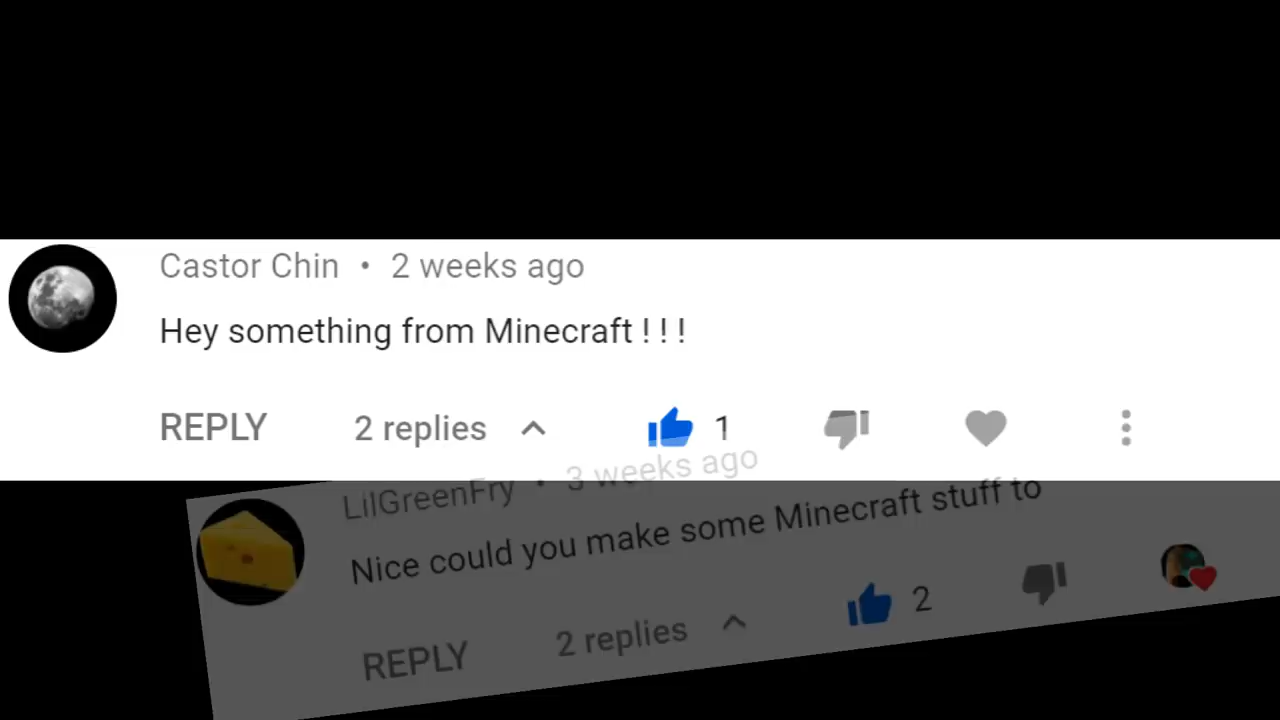 Castor Chin • 2 weeks ago
Hey something from Minecraft ! ! !
REPLY 2 replies 1
LilGreenFry • 3 weeks ago
Nice could you make some Minecraft stuff to
REPLY 2 replies 2